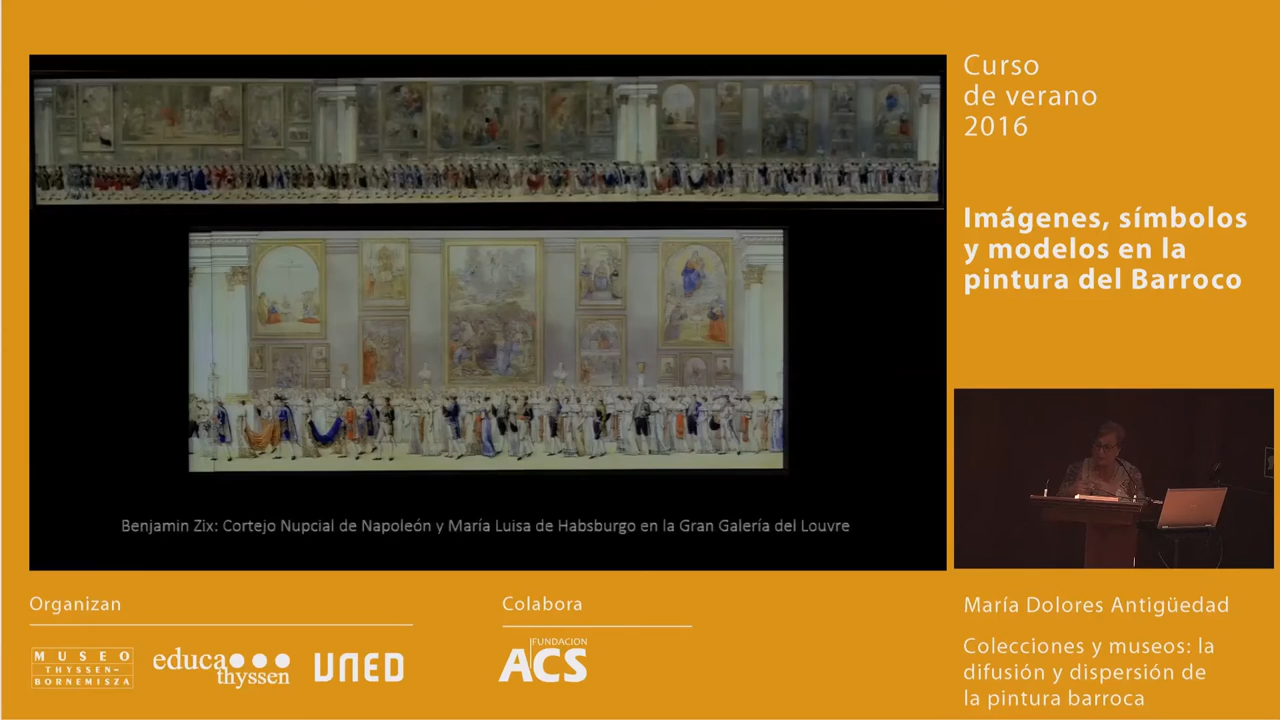 Curso
de verano
2016
Imágenes, símbolos
y modelos en la
pintura del Barroco
Benjamin Zix: Cortejo Nupcial de Napoleón y María Luisa de Habsburgo en la Gran Galería del Louvre
Organizan
Colabora
MUSEO
THYSSEN-
BORNEMISZA
educa
thyssen
UNED
FUNDACION
ACS
María Dolores Antigüedad
Colecciones y museos: la
difusión y dispersión de
la pintura barroca